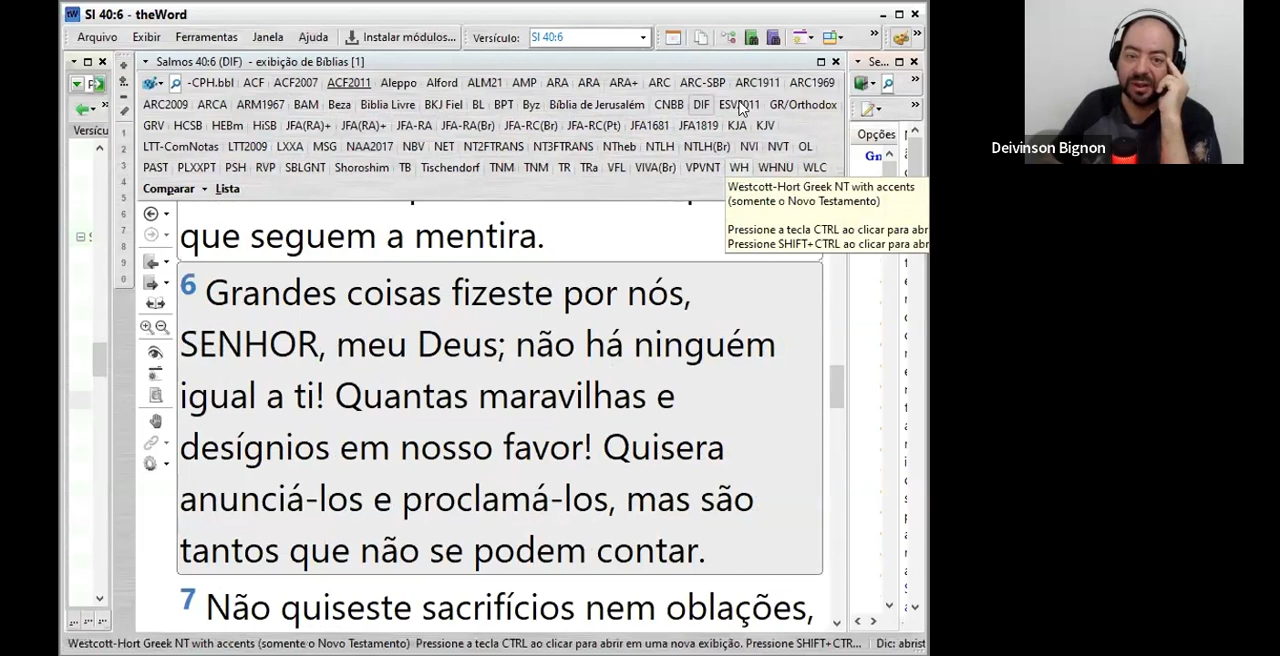 Sl 40:6 - theWord
Arquivo Exibir Ferramentas Janela Ajuda Instalar módulos... Versículo: Sl 40:6
Salmos 40:6 (DIF) - exibição de Bíblias [1]
Se...
-CPH.bbl ACF ACF2007 ACF2011 Aleppo Alford ALM21 AMP ARA ARA ARA+ ARC ARC-SBP ARC1911 ARC1969
ARC2009 ARCA ARM1967 BAM Beza Biblia Livre BKJ Fiel BL BPT Byz Bíblia de Jerusalém CNBB DIF GR/Orthodox
GRV HCSB HEBm HiSB JFA(RA)+ JFA(RA)+ JFA-RA JFA-RA(Br) JFA-RC(Br) JFA-RC(Pt) JFA1681 JFA1819 KJA KJV
LTT-ComNotas LTT2009 LXXA MSG NAA2017 NBV NET NT2FTRANS NT3FTRANS NTheb NTLH NTLH(Br) NVI NVT OL
PAST PLXXPT PSH RVP SBLGNT Shoroshim TB Tischendorf TNM TNM TR TRa VFL VIVA(Br) VPVNT WH WHNU WLC
Comparar Lista
Versícu
Opções
Westcott-Hort Greek NT with accents
(somente o Novo Testamento)
Pressione a tecla CTRL ao clicar para abr
Pressione SHIFT+CTRL ao clicar para abr
que seguem a mentira.
6 Grandes coisas fizeste por nós,
SENHOR, meu Deus; não há ninguém
igual a ti! Quantas maravilhas e
desígnios em nosso favor! Quisera
anunciá-los e proclamá-los, mas são
tantos que não se podem contar.
7 Não quiseste sacrifícios nem oblações,
Westcott-Hort Greek NT with accents (somente o Novo Testamento) Pressione a tecla CTRL ao clicar para abrir em uma nova exibição. Pressione SHIFT+CTR... Dic: abrist
Deivinson Bignon